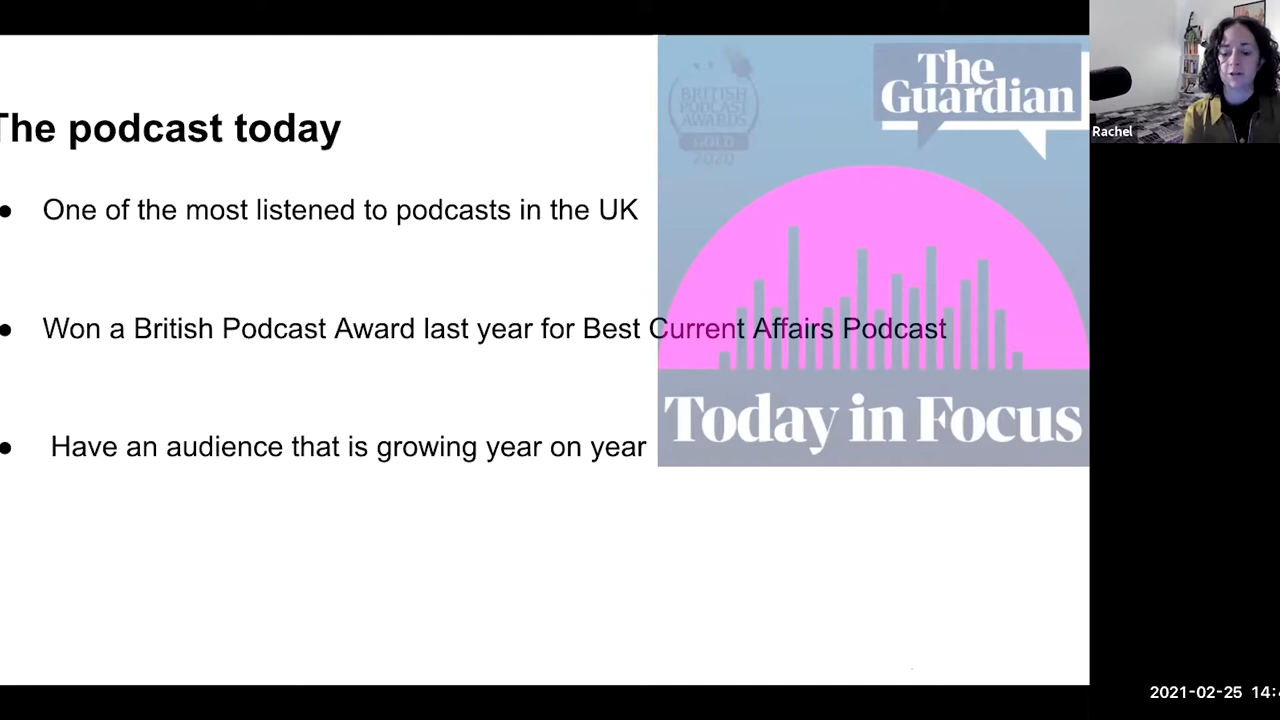 The podcast today
● One of the most listened to podcasts in the UK
● Won a British Podcast Award last year for Best Current Affairs Podcast
● Have an audience that is growing year on year
BRITISH
PODCAST
AWARDS
GOLD
2020
The
Guardian
Today in Focus
Rachel
2021-02-25 14: